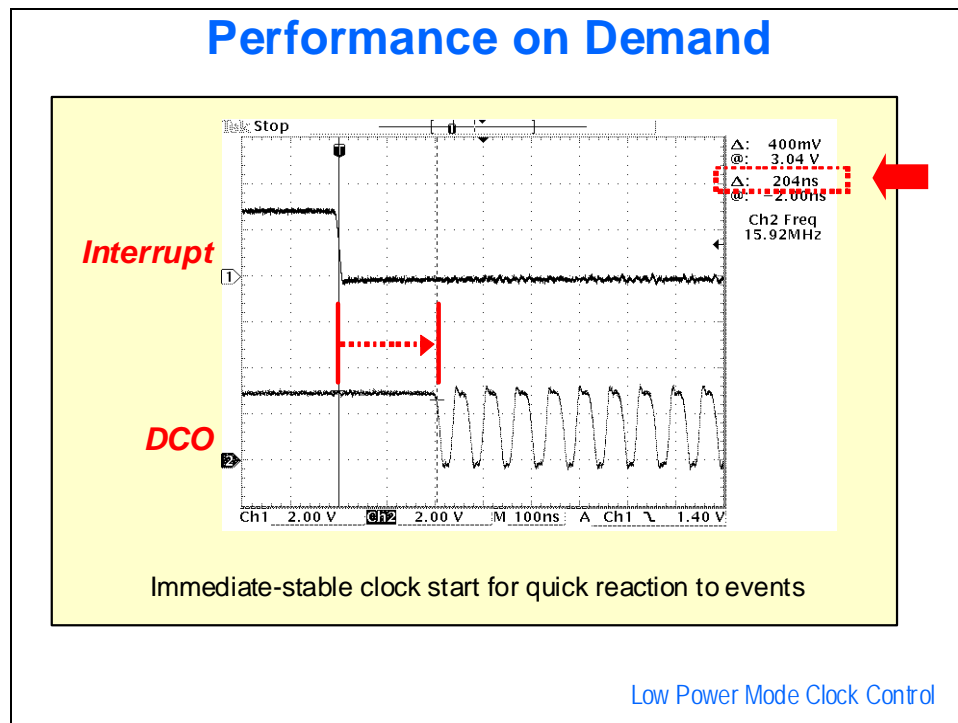 Performance on Demand
Tek Stop
T
Δ: 400mV
@: 3.04 V
Δ: 204ns
@: −2.00ns
Ch2 Freq
15.92MHz
Interrupt
1
DCO
2
Ch1 2.00 V Ch2 2.00 V M 100ns A Ch1 1.40 V
Immediate-stable clock start for quick reaction to events
Low Power Mode Clock Control